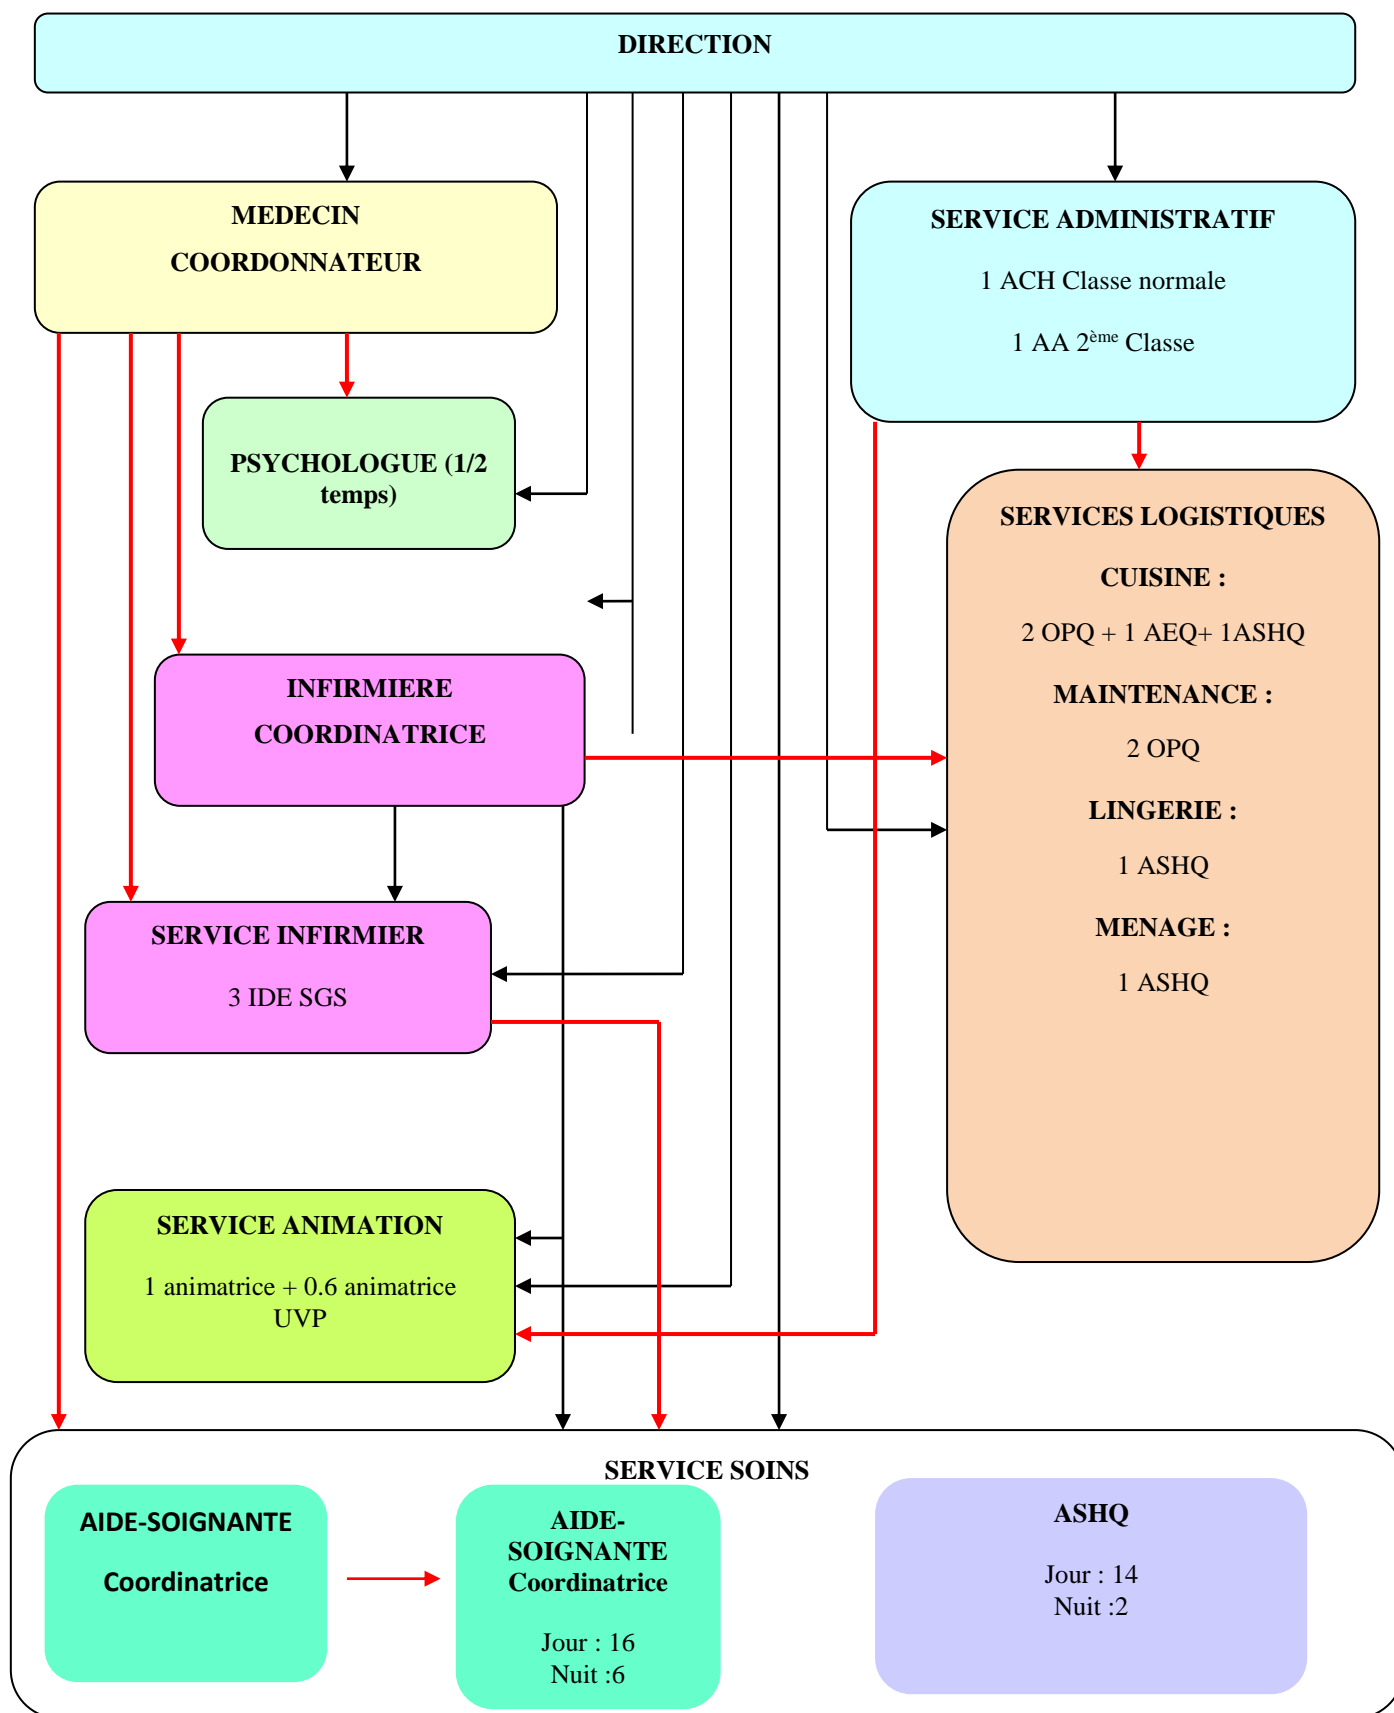 DIRECTION
MEDECIN
COORDONNATEUR
SERVICE ADMINISTRATIF
1 ACH Classe normale
1 AA 2ème Classe
PSYCHOLOGUE (1/2
temps)
SERVICES LOGISTIQUES
CUISINE :
2 OPQ + 1 AEQ+ 1ASHQ
MAINTENANCE :
2 OPQ
LINGERIE :
1 ASHQ
MENAGE :
1 ASHQ
INFIRMIERE
COORDINATRICE
SERVICE INFIRMIER
3 IDE SGS
SERVICE ANIMATION
1 animatrice + 0.6 animatrice
UVP
SERVICE SOINS
AIDE-SOIGNANTE
Coordinatrice
AIDE-
SOIGNANTE
Coordinatrice
Jour : 16
Nuit :6
ASHQ
Jour : 14
Nuit :2